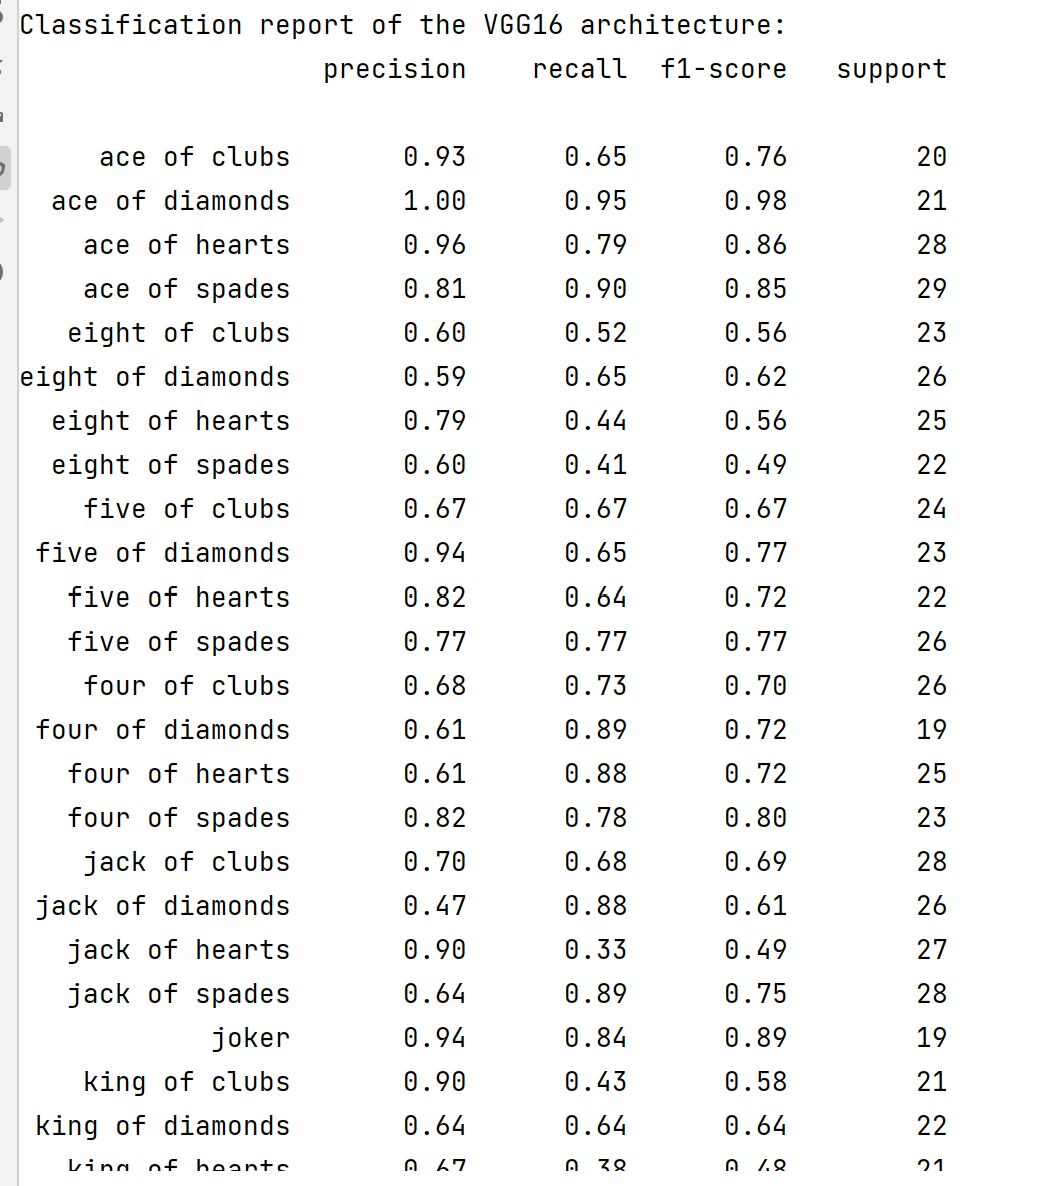 Classification report of the VGG16 architecture:
precision recall f1-score support
ace of clubs 0.93 0.65 0.76 20
ace of diamonds 1.00 0.95 0.98 21
ace of hearts 0.96 0.79 0.86 28
ace of spades 0.81 0.90 0.85 29
eight of clubs 0.60 0.52 0.56 23
eight of diamonds 0.59 0.65 0.62 26
eight of hearts 0.79 0.44 0.56 25
eight of spades 0.60 0.41 0.49 22
five of clubs 0.67 0.67 0.67 24
five of diamonds 0.94 0.65 0.77 23
five of hearts 0.82 0.64 0.72 22
five of spades 0.77 0.77 0.77 26
four of clubs 0.68 0.73 0.70 26
four of diamonds 0.61 0.89 0.72 19
four of hearts 0.61 0.88 0.72 25
four of spades 0.82 0.78 0.80 23
jack of clubs 0.70 0.68 0.69 28
jack of diamonds 0.47 0.88 0.61 26
jack of hearts 0.90 0.33 0.49 27
jack of spades 0.64 0.89 0.75 28
joker 0.94 0.84 0.89 19
king of clubs 0.90 0.43 0.58 21
king of diamonds 0.64 0.64 0.64 22
king of hearts 0.67 0.38 0.48 21